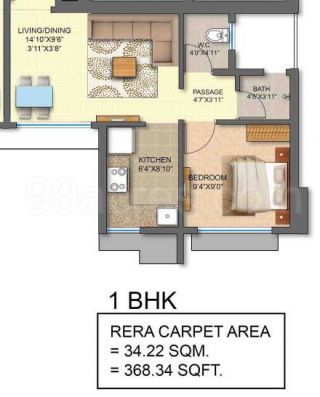 LIVING/DINING
14'10"X9'6"
3'11"X3'8"
W.C
4'0"X4'11"
PASSAGE
4'7"X3'11"
BATH
4'5"X3'11"
KITCHEN
6'4"X8'10"
BEDROOM
9'4"X9'0"
99acres.com
1 BHK
RERA CARPET AREA
= 34.22 SQM.
= 368.34 SQFT.